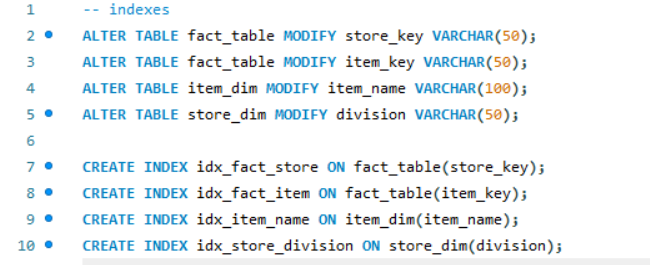 1 -- indexes
2 ALTER TABLE fact_table MODIFY store_key VARCHAR(50);
3 ALTER TABLE fact_table MODIFY item_key VARCHAR(50);
4 ALTER TABLE item_dim MODIFY item_name VARCHAR(100);
5 ALTER TABLE store_dim MODIFY division VARCHAR(50);
6
7 CREATE INDEX idx_fact_store ON fact_table(store_key);
8 CREATE INDEX idx_fact_item ON fact_table(item_key);
9 CREATE INDEX idx_item_name ON item_dim(item_name);
10 CREATE INDEX idx_store_division ON store_dim(division);